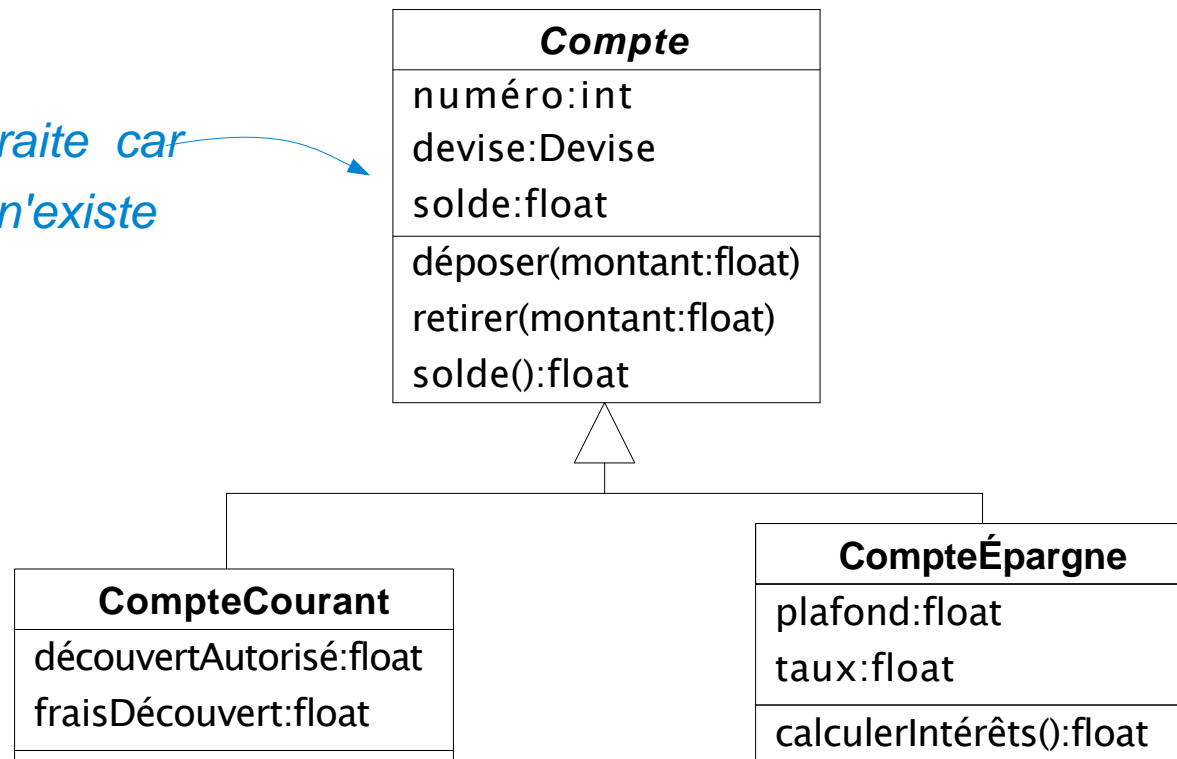 Compte
numéro:int
devise:Devise
solde:float
déposer(montant:float)
retirer(montant:float)
solde():float
car
n'existe
CompteCourant
découvertAutorisé:float
fraisDécouvert:float
CompteÉpargne
plafond:float
taux:float
calculerIntérêts():float